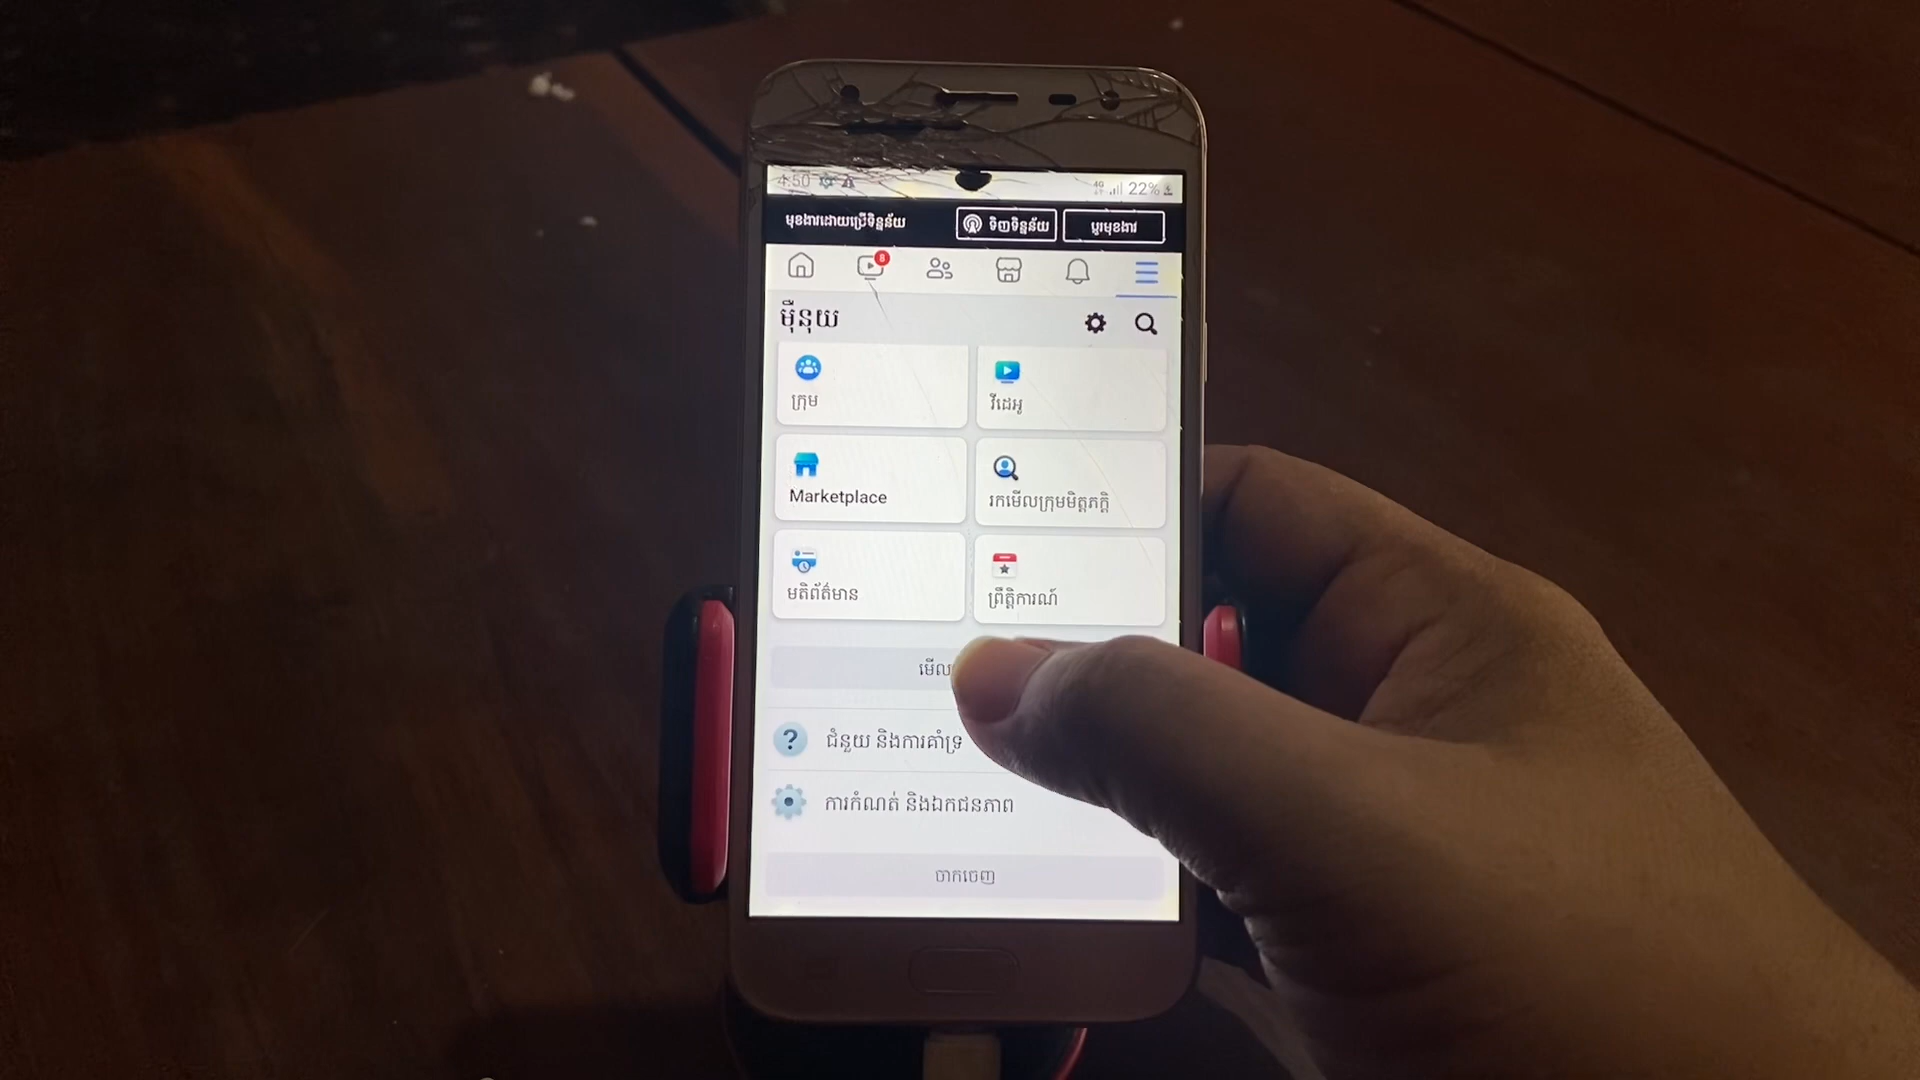 4:50
4G 22%
មុខងារដោយប្រើទិន្នន័យ
ទិញទិន្នន័យ
ប្ដូរមុខងារ
8
ម៉ឺនុយ
ក្រុម
វីដេអូ
Marketplace
រកមើលក្រុមមិត្តភក្តិ
មតិព័ត៌មាន
ព្រឹត្តិការណ៍
មើល
ជំនួយ និងការគាំទ្រ
ការកំណត់ និងឯកជនភាព
ចាកចេញ